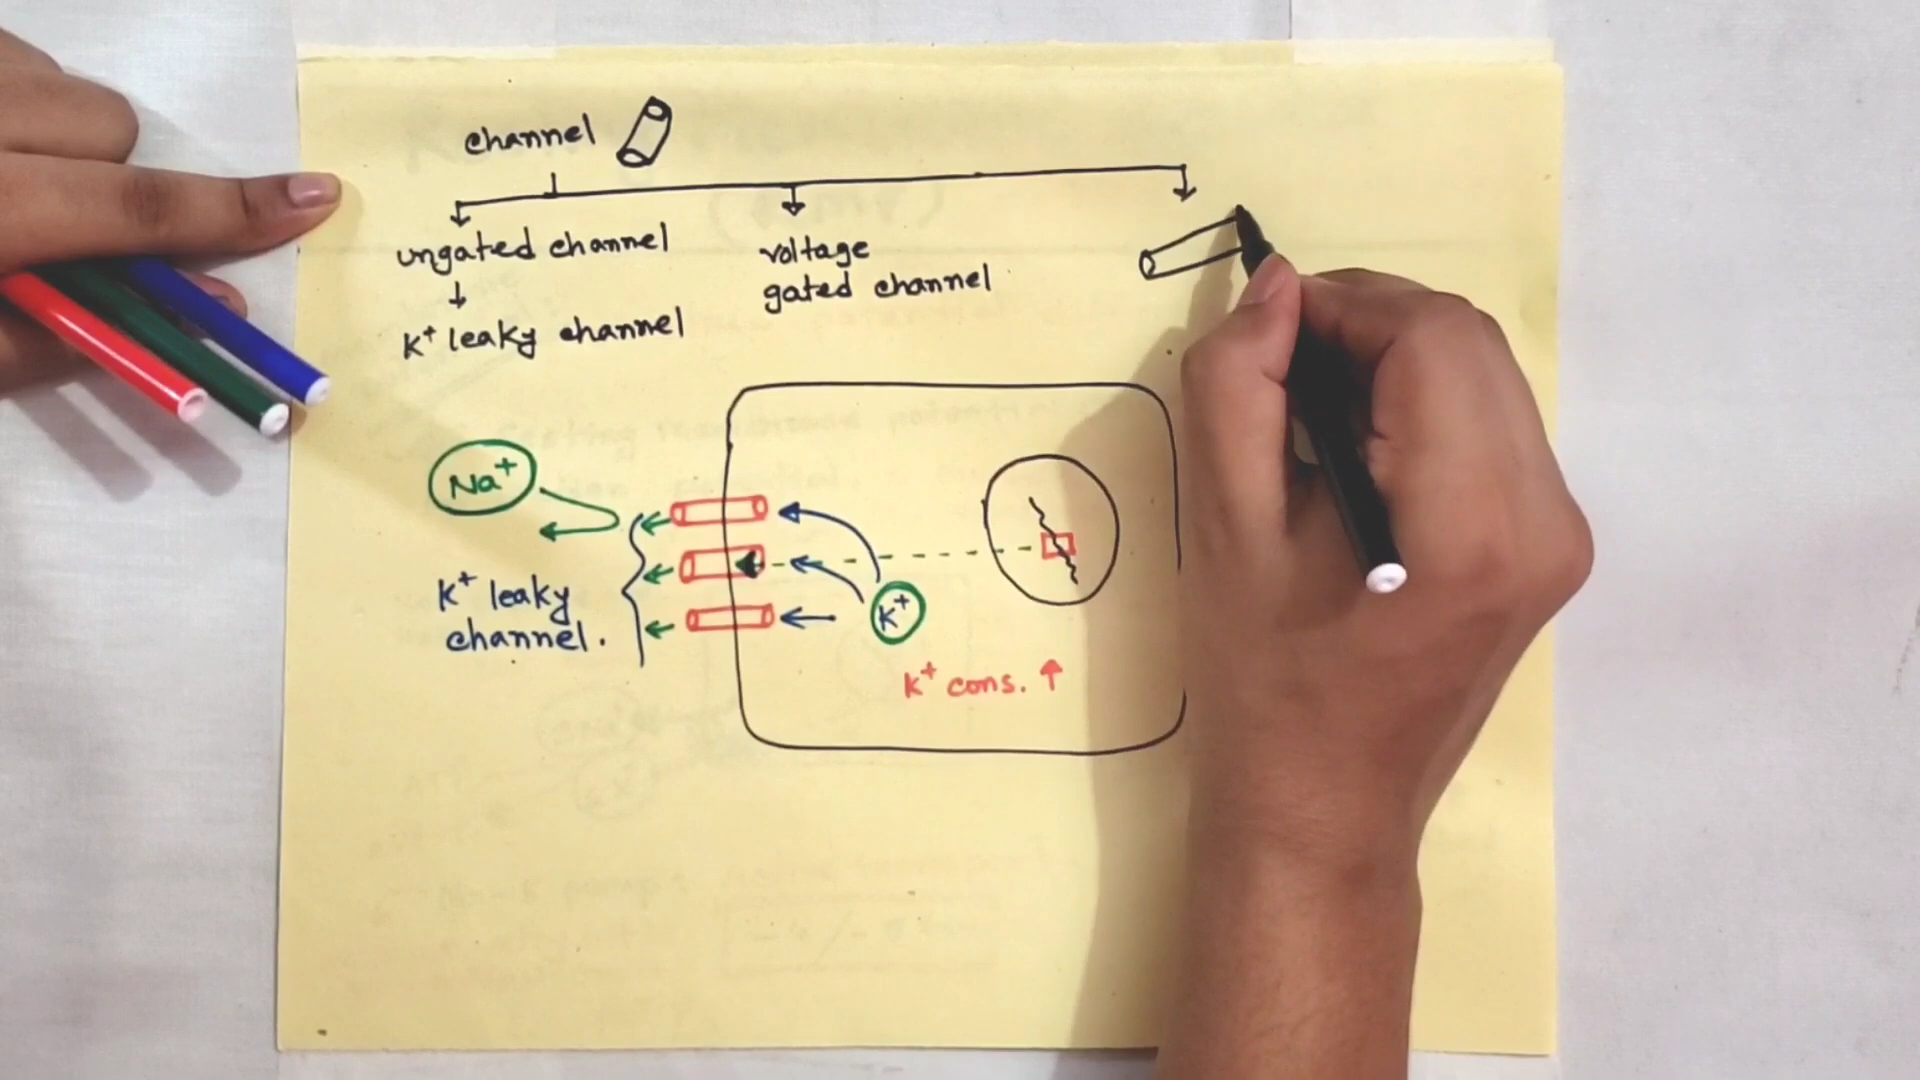 channel
ungated channel
K⁺ leaky channel
voltage
gated channel
Na⁺
K⁺ leaky
channel.
K⁺
K⁺ cons. ↑